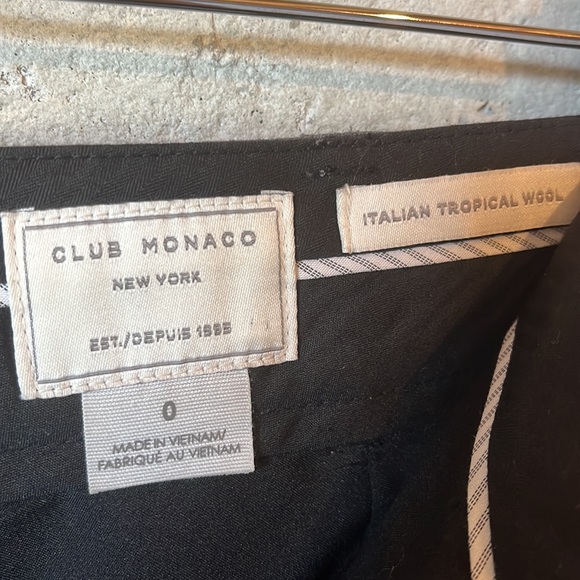 CLUB MONACO
NEW YORK
EST./DEPUIS 1985
ITALIAN TROPICAL WOOL
0
MADE IN VIETNAM/
FABRIQUÉ AU VIETNAM